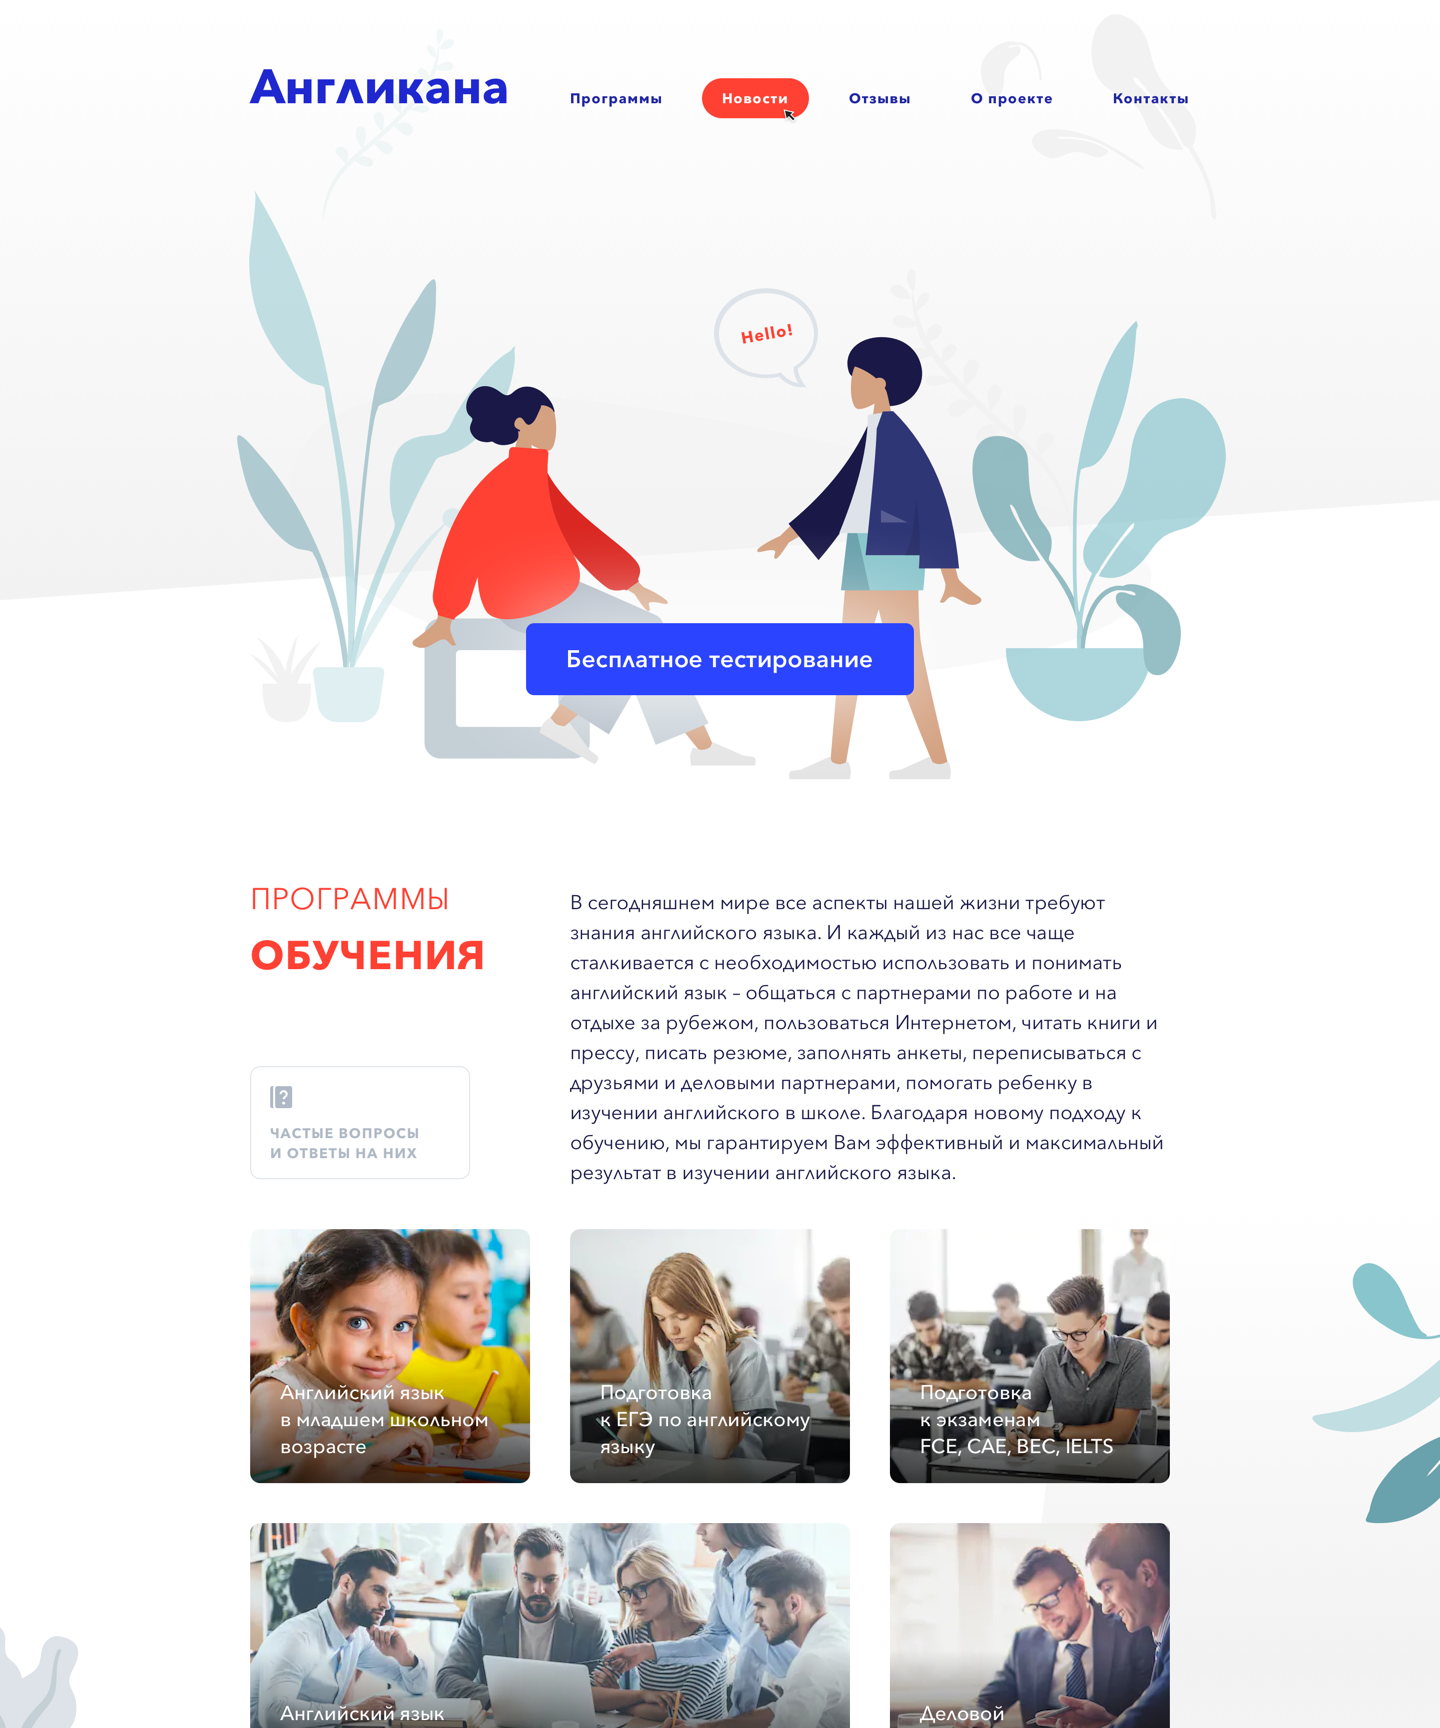 Англикана
Программы
Новости
Отзывы
О проекте
Контакты
Hello!
Бесплатное тестирование
ПРОГРАММЫ
ОБУЧЕНИЯ
В сегодняшнем мире все аспекты нашей жизни требуют
знания английского языка. И каждый из нас все чаще
сталкивается с необходимостью использовать и понимать
английский язык – общаться с партнерами по работе и на
отдыхе за рубежом, пользоваться Интернетом, читать книги и
прессу, писать резюме, заполнять анкеты, переписываться с
друзьями и деловыми партнерами, помогать ребенку в
изучении английского в школе. Благодаря новому подходу к
обучению, мы гарантируем Вам эффективный и максимальный
результат в изучении английского языка.
?
ЧАСТЫЕ ВОПРОСЫ
И ОТВЕТЫ НА НИХ
Английский язык
в младшем школьном
возрасте
Подготовка
к ЕГЭ по английскому
языку
Подготовка
к экзаменам
FCE, CAE, BEC, IELTS
Английский язык
Деловой